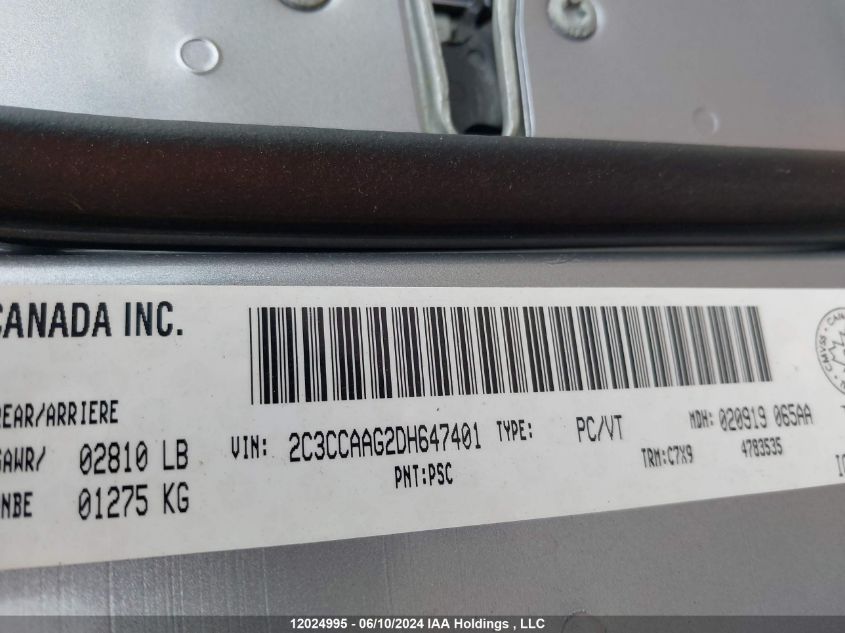 CANADA INC.
REAR/ARRIERE
GAWR/ 02810 LB
NBE 01275 KG
VIN: 2C3CCAAG2DH647401 TYPE: PC/VT MDH: 020919 065AA
PNT:PSC TRM:C7X9 4783535
CMVSS
12024995 - 06/10/2024 IAA Holdings , LLC